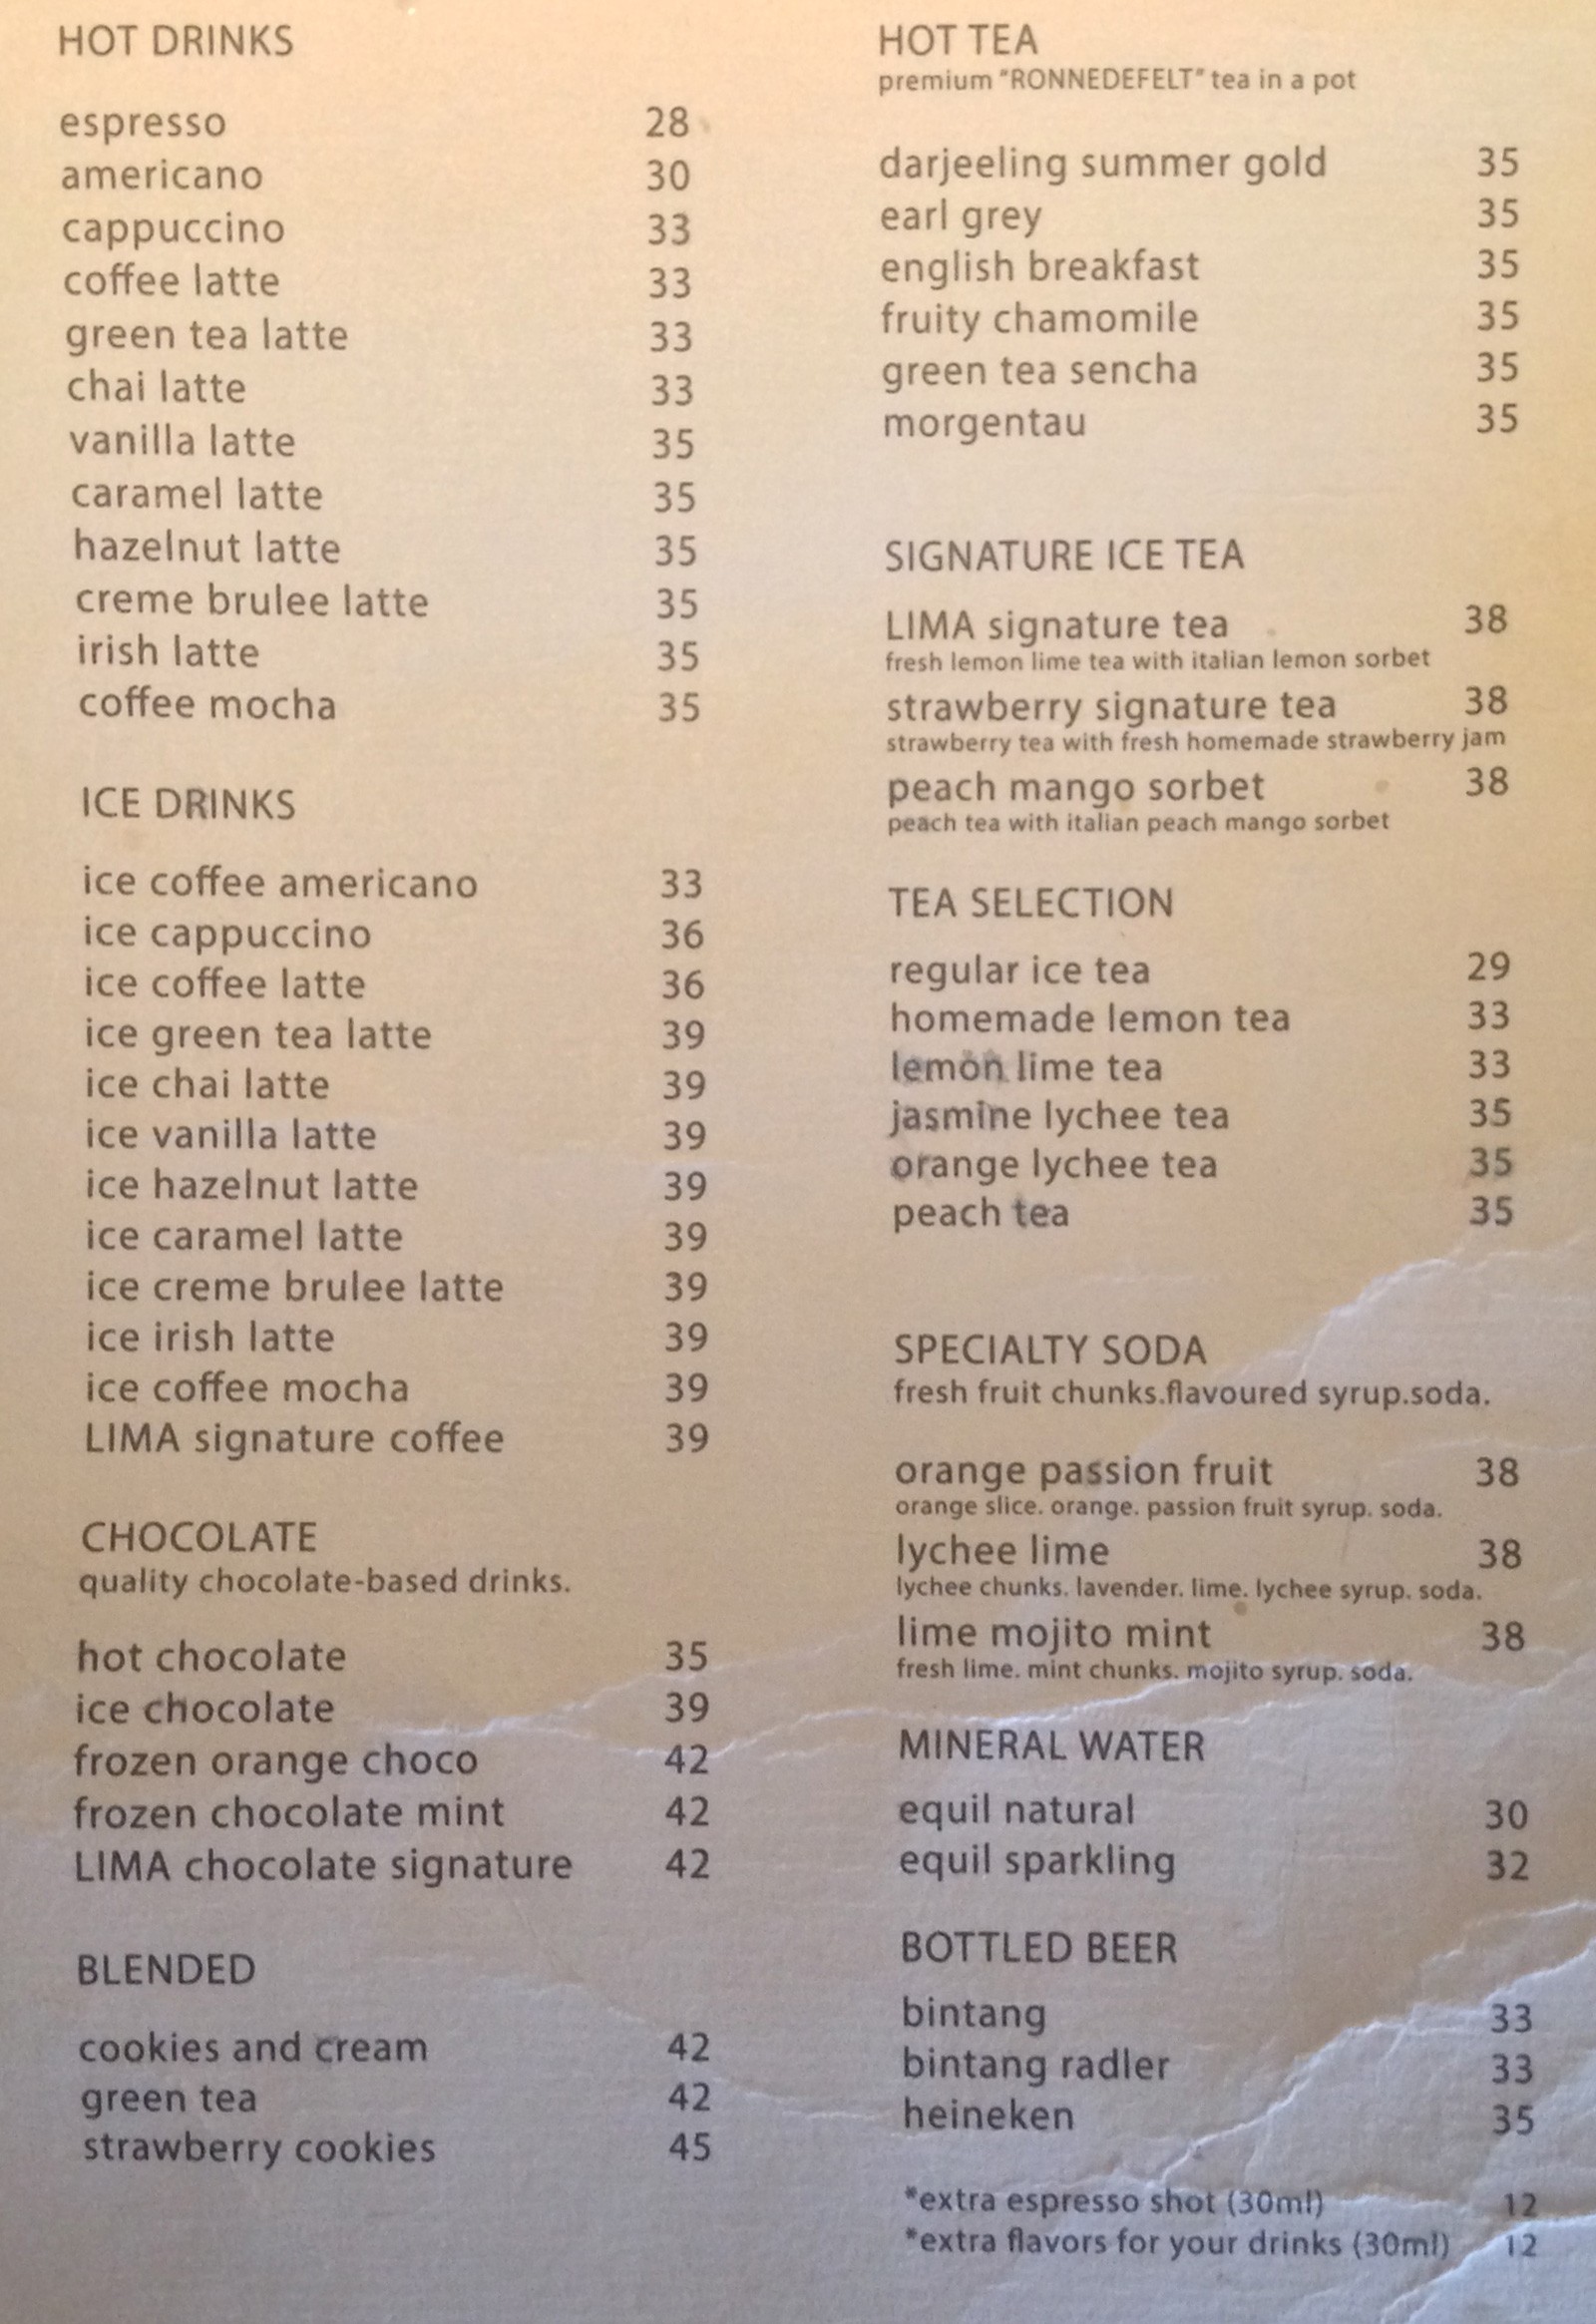 HOT DRINKS
espresso 28
americano 30
cappuccino 33
coffee latte 33
green tea latte 33
chai latte 33
vanilla latte 35
caramel latte 35
hazelnut latte 35
creme brulee latte 35
irish latte 35
coffee mocha 35
ICE DRINKS
ice coffee americano 33
ice cappuccino 36
ice coffee latte 36
ice green tea latte 39
ice chai latte 39
ice vanilla latte 39
ice hazelnut latte 39
ice caramel latte 39
ice creme brulee latte 39
ice irish latte 39
ice coffee mocha 39
LIMA signature coffee 39
CHOCOLATE
quality chocolate-based drinks.
hot chocolate 35
ice chocolate 39
frozen orange choco 42
frozen chocolate mint 42
LIMA chocolate signature 42
BLENDED
cookies and cream 42
green tea 42
strawberry cookies 45
HOT TEA
premium "RONNEDEFELT" tea in a pot
darjeeling summer gold 35
earl grey 35
english breakfast 35
fruity chamomile 35
green tea sencha 35
morgentau 35
SIGNATURE ICE TEA
LIMA signature tea 38
fresh lemon lime tea with italian lemon sorbet
strawberry signature tea 38
strawberry tea with fresh homemade strawberry jam
peach mango sorbet 38
peach tea with italian peach mango sorbet
TEA SELECTION
regular ice tea 29
homemade lemon tea 33
lemon lime tea 33
jasmine lychee tea 35
orange lychee tea 35
peach tea 35
SPECIALTY SODA
fresh fruit chunks.flavoured syrup.soda.
orange passion fruit 38
orange slice. orange. passion fruit syrup. soda.
lychee lime 38
lychee chunks. lavender. lime. lychee syrup. soda.
lime mojito mint 38
fresh lime. mint chunks. mojito syrup. soda.
MINERAL WATER
equil natural 30
equil sparkling 32
BOTTLED BEER
bintang 33
bintang radler 33
heineken 35
*extra espresso shot (30ml) 12
*extra flavors for your drinks (30ml) 12